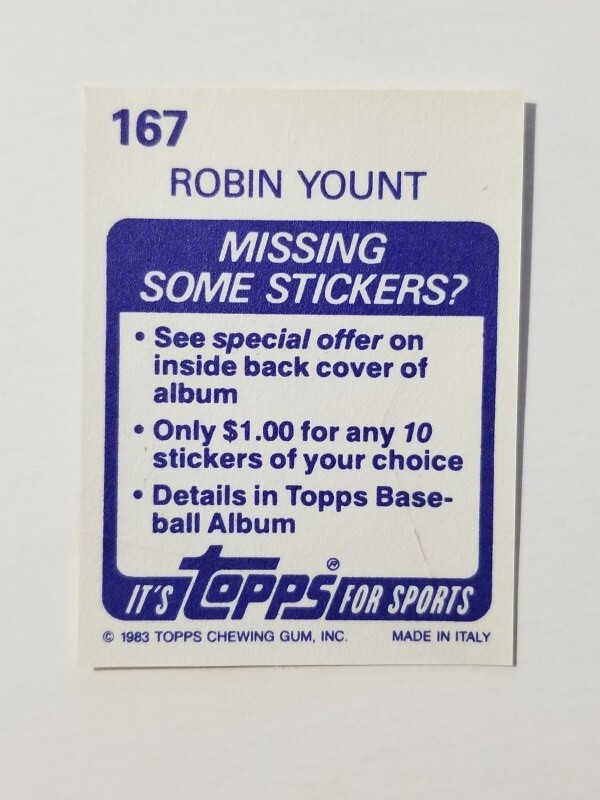 167
ROBIN YOUNT
MISSING
SOME STICKERS?
• See special offer on
inside back cover of
album
• Only $1.00 for any 10
stickers of your choice
• Details in Topps Base-
ball Album
IT'S topps® FOR SPORTS
© 1983 TOPPS CHEWING GUM, INC. MADE IN ITALY